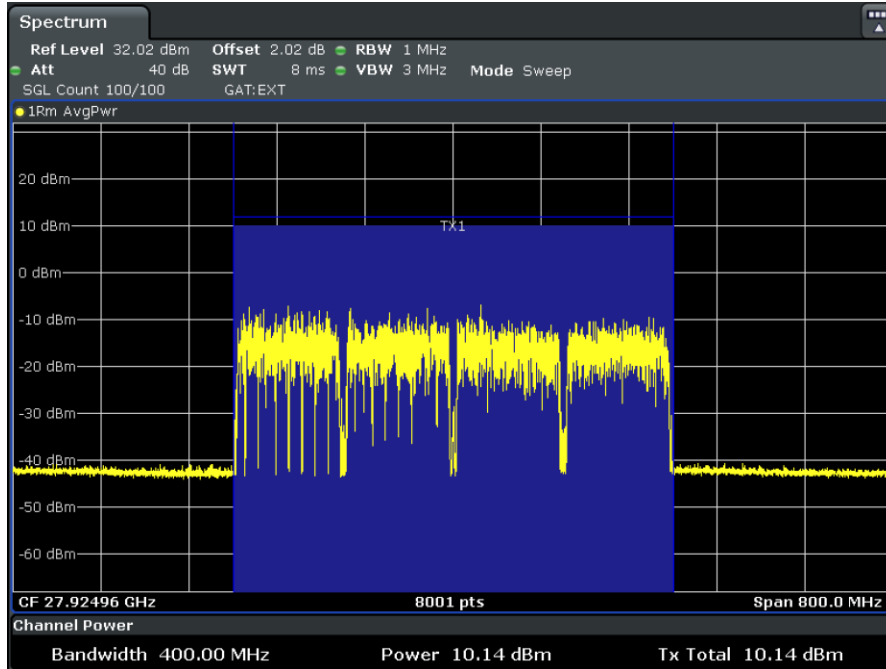 Spectrum
Ref Level 32.02 dBm Offset 2.02 dB RBW 1 MHz
Att 40 dB SWT 8 ms VBW 3 MHz Mode Sweep
SGL Count 100/100 GAT:EXT
1Rm AvgPwr
20 dBm
10 dBm
TX1
0 dBm
-10 dBm
-20 dBm
-30 dBm
-40 dBm
-50 dBm
-60 dBm
CF 27.92496 GHz 8001 pts Span 800.0 MHz
Channel Power
Bandwidth 400.00 MHz Power 10.14 dBm Tx Total 10.14 dBm